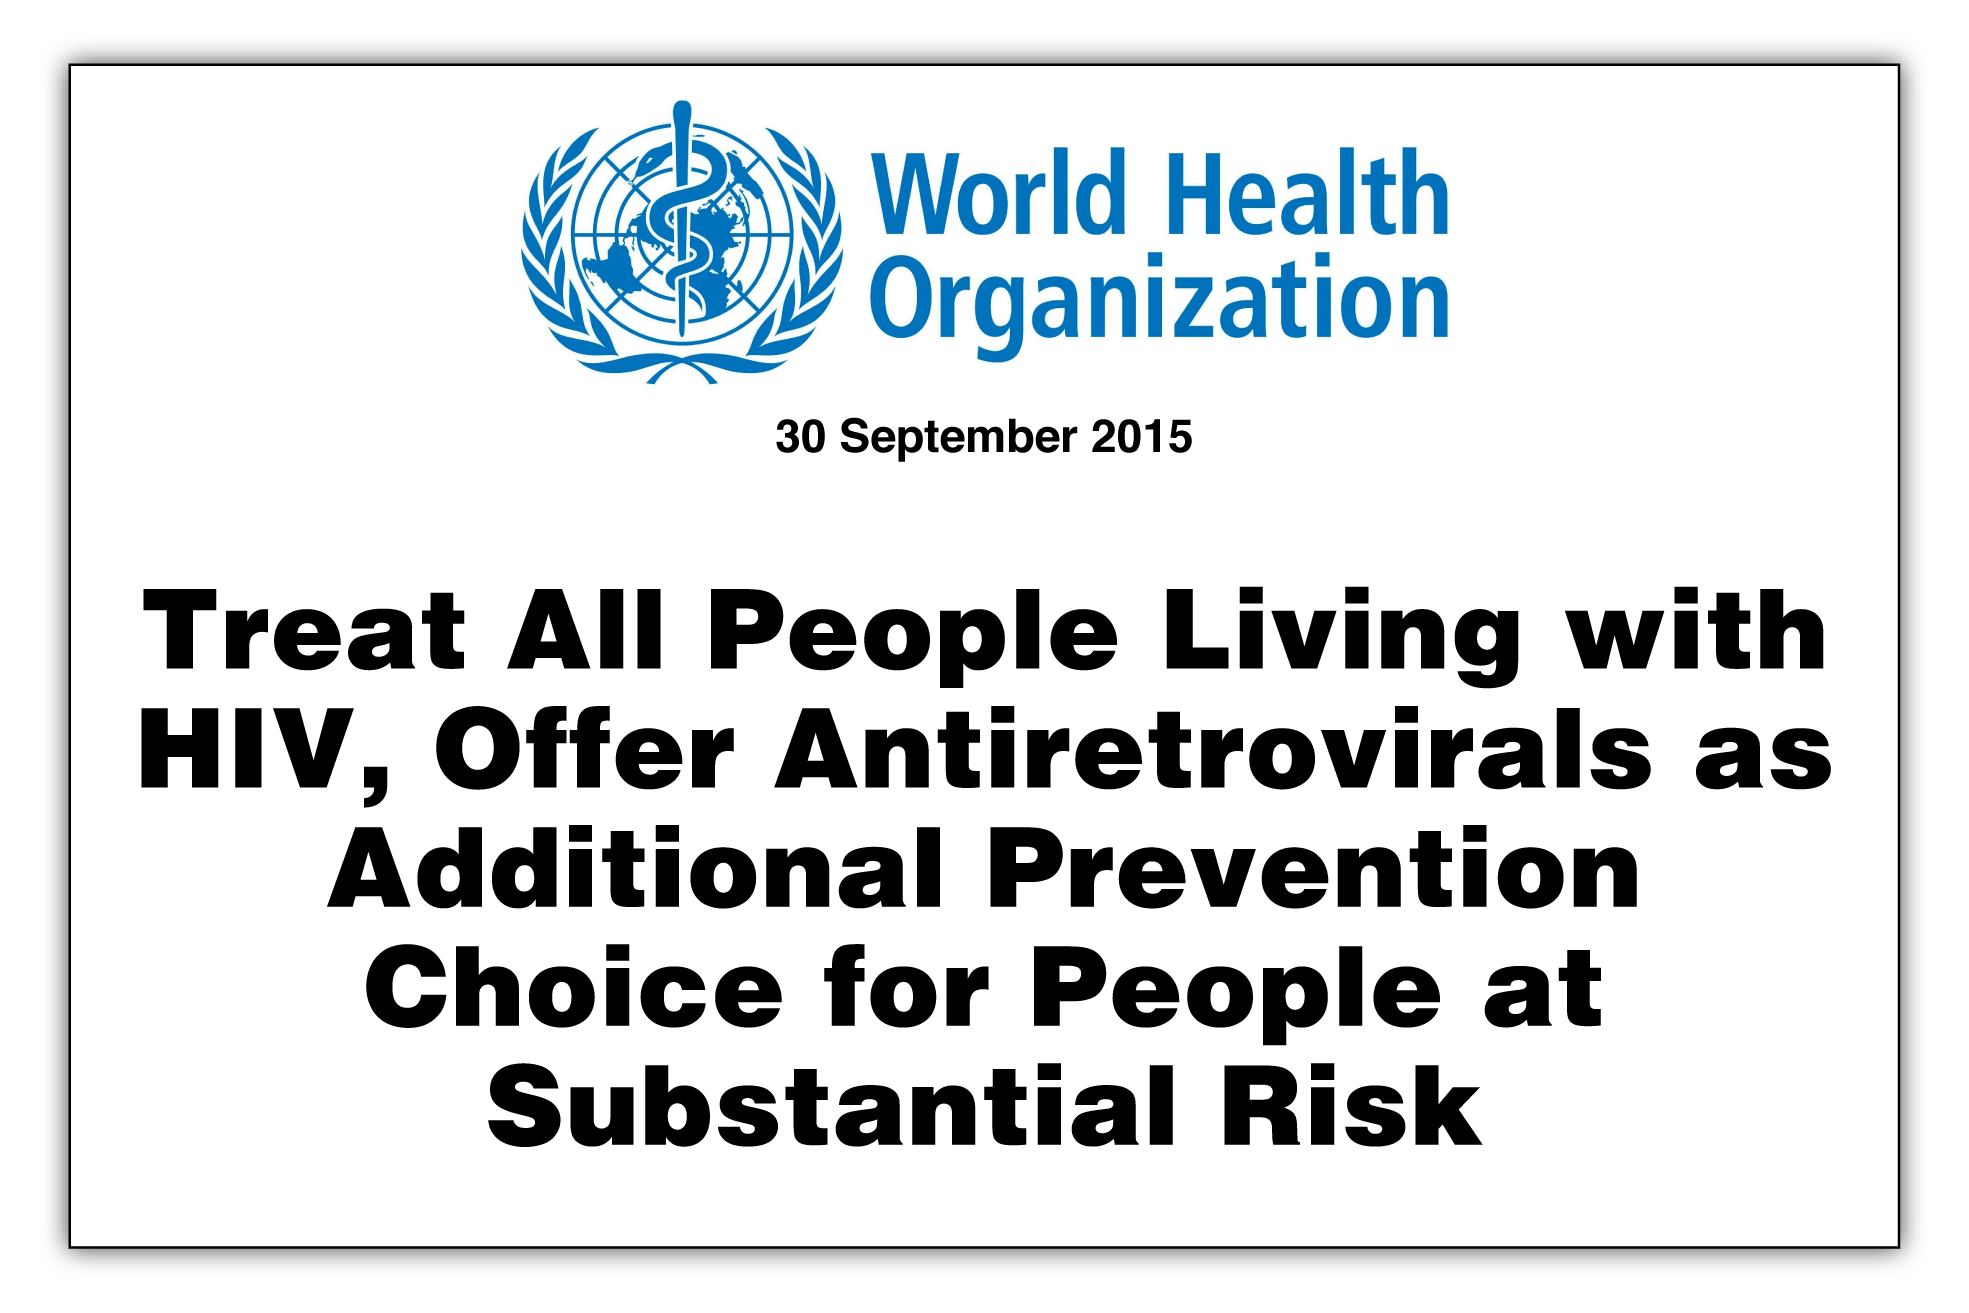 World Health
Organization
30 September 2015
Treat All People Living with
HIV, Offer Antiretrovirals as
Additional Prevention
Choice for People at
Substantial Risk